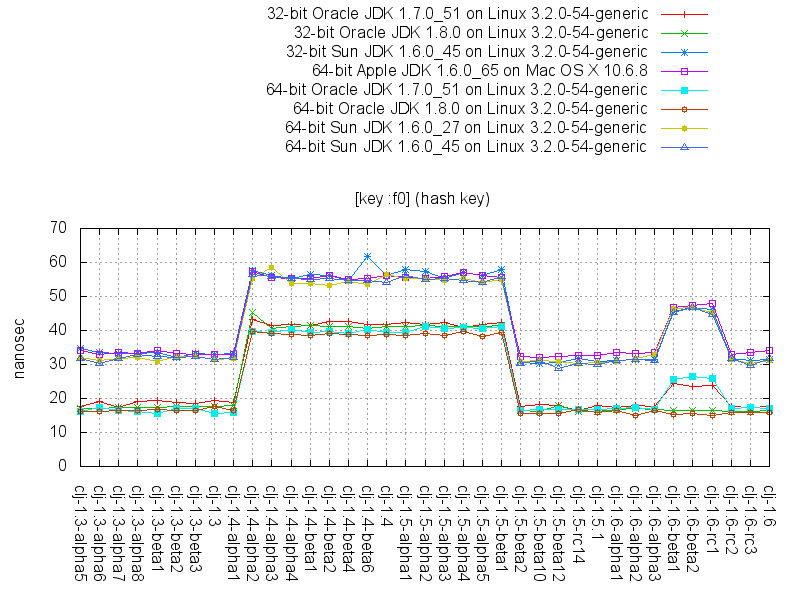 32-bit Oracle JDK 1.7.0_51 on Linux 3.2.0-54-generic
32-bit Oracle JDK 1.8.0 on Linux 3.2.0-54-generic
32-bit Sun JDK 1.6.0_45 on Linux 3.2.0-54-generic
64-bit Apple JDK 1.6.0_65 on Mac OS X 10.6.8
64-bit Oracle JDK 1.7.0_51 on Linux 3.2.0-54-generic
64-bit Oracle JDK 1.8.0 on Linux 3.2.0-54-generic
64-bit Sun JDK 1.6.0_27 on Linux 3.2.0-54-generic
64-bit Sun JDK 1.6.0_45 on Linux 3.2.0-54-generic
[key :f0] (hash key)
nanosec
70
60
50
40
30
20
10
0
clj-1.3-alpha5
clj-1.3-alpha6
clj-1.3-alpha7
clj-1.3-alpha8
clj-1.3-beta1
clj-1.3-beta2
clj-1.3-beta3
clj-1.3
clj-1.4-alpha1
clj-1.4-alpha2
clj-1.4-alpha3
clj-1.4-alpha4
clj-1.4-beta1
clj-1.4-beta2
clj-1.4-beta4
clj-1.4-beta6
clj-1.4
clj-1.5-alpha1
clj-1.5-alpha2
clj-1.5-alpha3
clj-1.5-alpha4
clj-1.5-alpha5
clj-1.5-beta1
clj-1.5-beta2
clj-1.5-beta10
clj-1.5-beta12
clj-1.5-rc14
clj-1.5.1
clj-1.6-alpha1
clj-1.6-alpha2
clj-1.6-alpha3
clj-1.6-beta1
clj-1.6-beta2
clj-1.6-rc1
clj-1.6-rc2
clj-1.6-rc3
clj-1.6